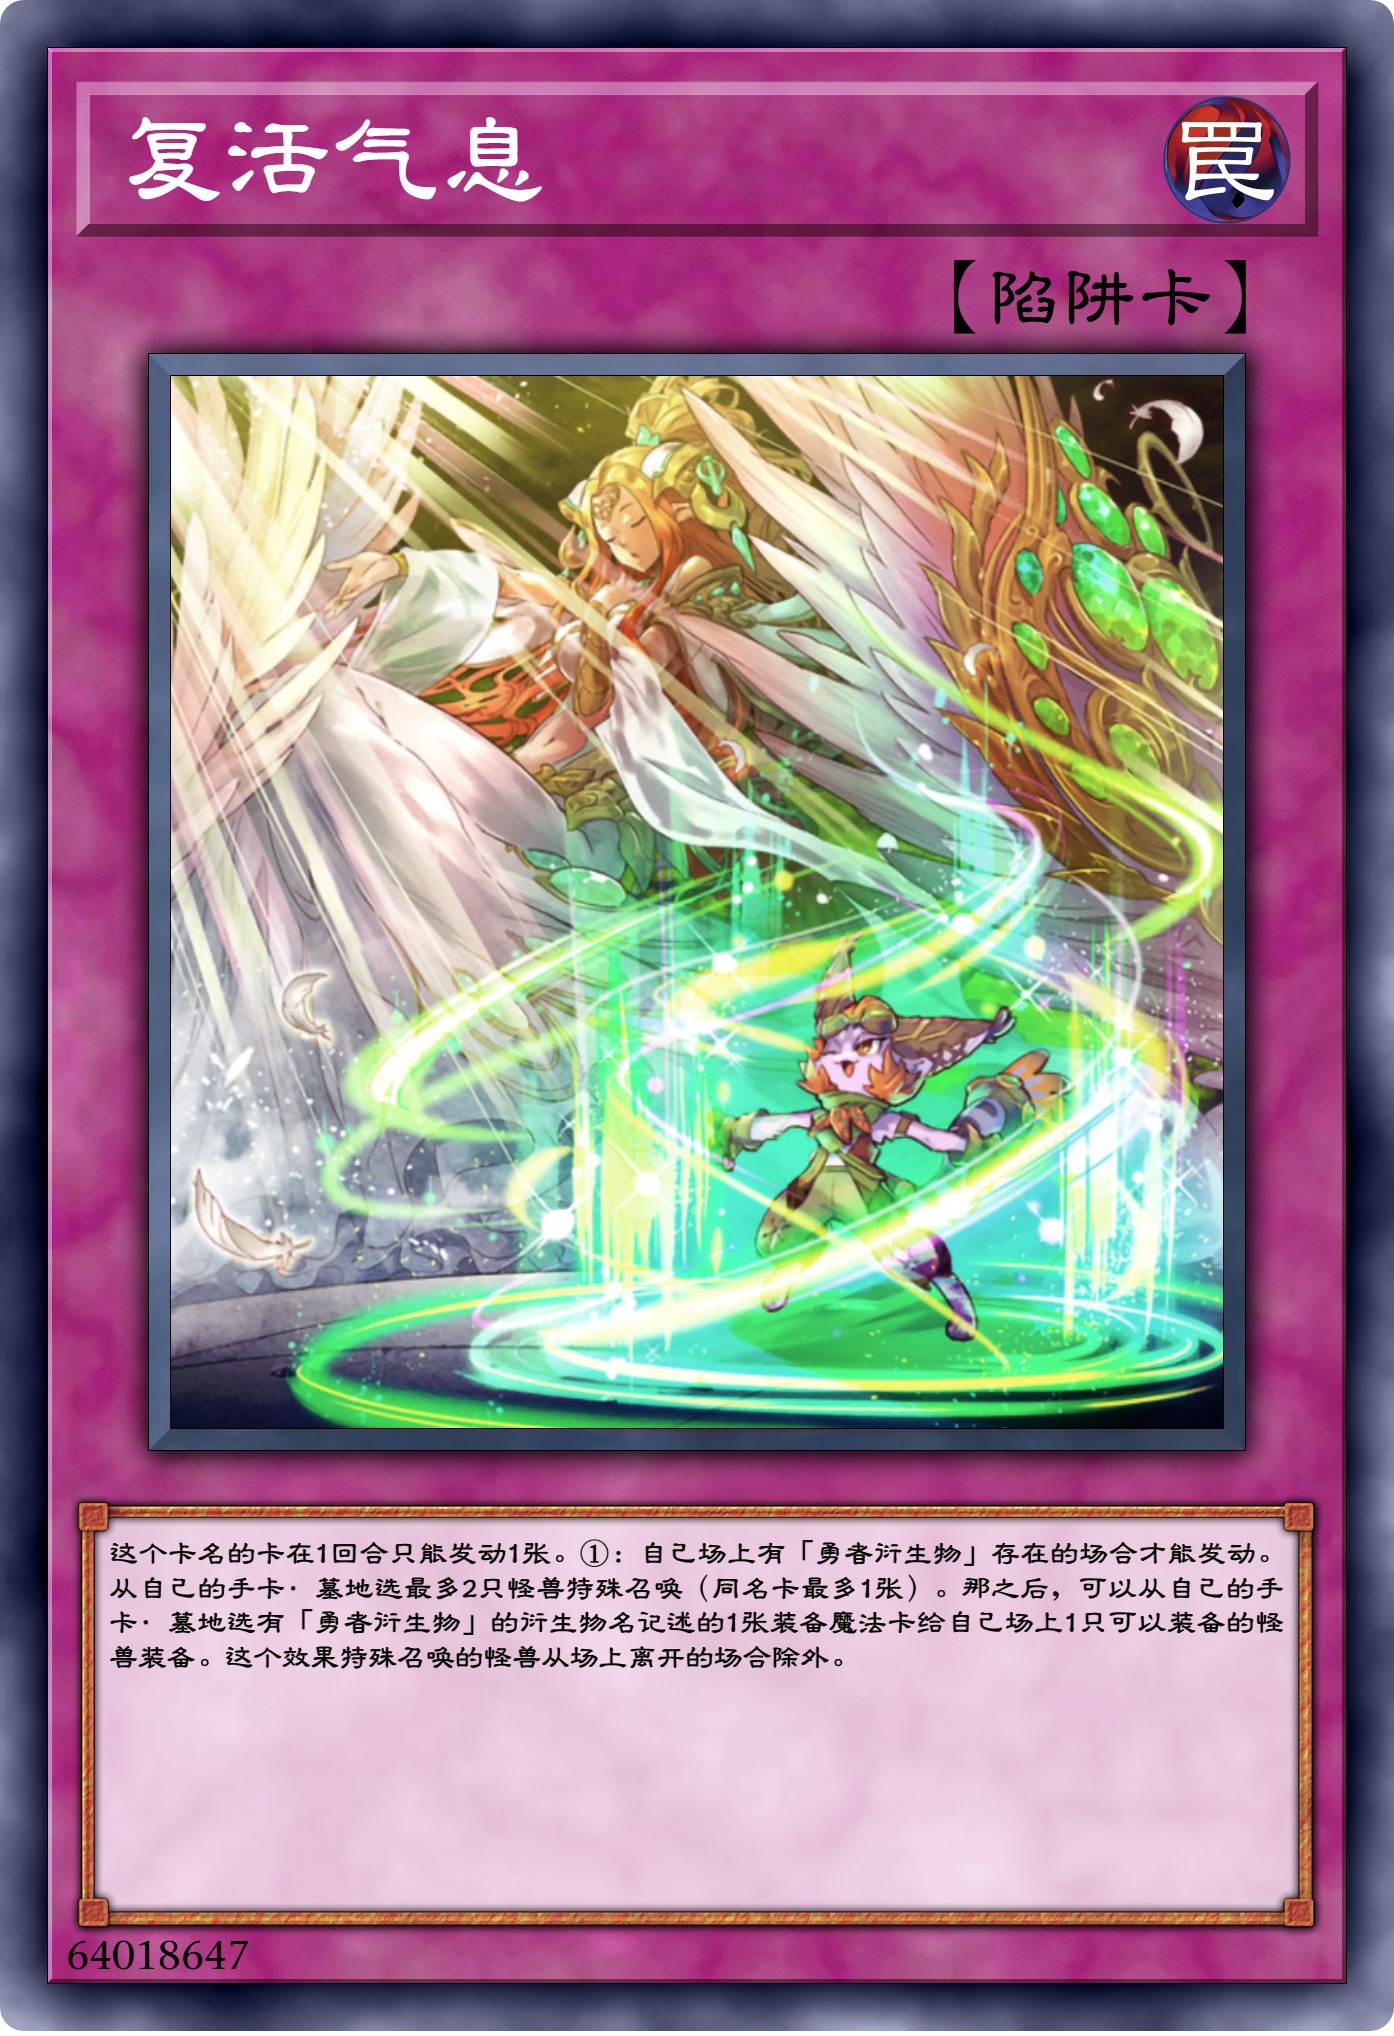 复活气息
罠
【陷阱卡】
这个卡名的卡在1回合只能发动1张。①：自己场上有「勇者衍生物」存在的场合才能发动。
从自己的手卡·墓地选最多2只怪兽特殊召唤（同名卡最多1张）。那之后，可以从自己的手
卡·墓地选有「勇者衍生物」的衍生物名记述的1张装备魔法卡给自己场上1只可以装备的怪
兽装备。这个效果特殊召唤的怪兽从场上离开的场合除外。
64018647